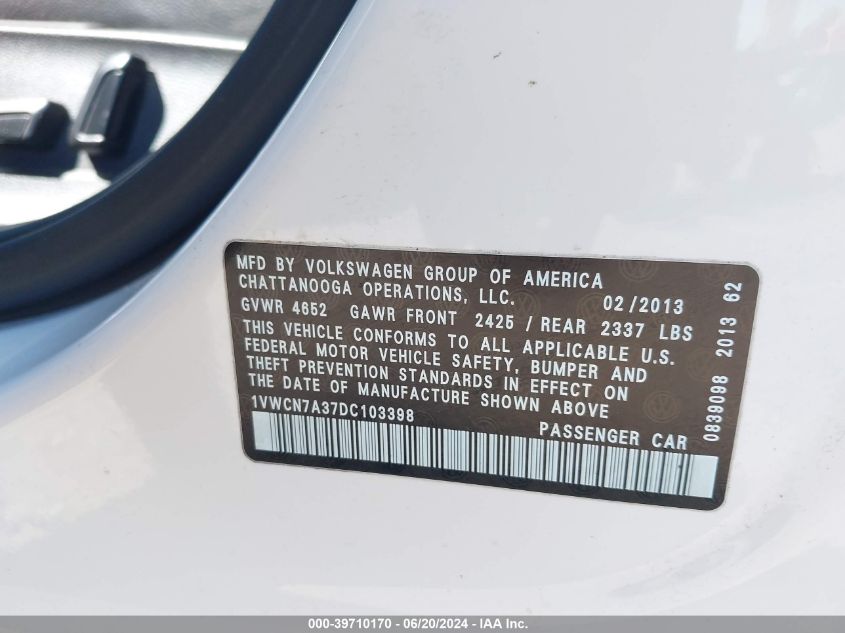 MFD BY VOLKSWAGEN GROUP OF AMERICA
CHATTANOOGA OPERATIONS, LLC. 02/2013
GVWR 4652 GAWR FRONT 2425 / REAR 2337 LBS
THIS VEHICLE CONFORMS TO ALL APPLICABLE U.S.
FEDERAL MOTOR VEHICLE SAFETY, BUMPER AND
THEFT PREVENTION STANDARDS IN EFFECT ON
THE DATE OF MANUFACTURE SHOWN ABOVE
1VWCN7A37DC103398
PASSENGER CAR
0839098 2013 62
000-39710170 - 06/20/2024 - IAA Inc.